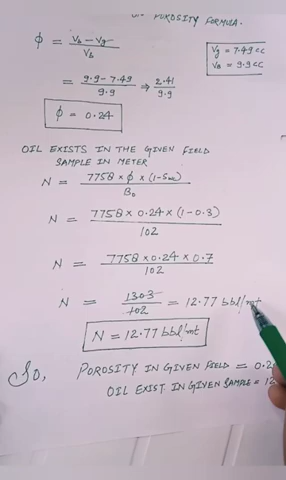 POROSITY FORMULA.
Vg = 7.49 cc
VB = 9.9 cc
ϕ = Vb - Vg / Vb
= 9.9 - 7.49 / 9.9 ⇒ 2.41 / 9.9
ϕ = 0.24
OIL EXISTS IN THE GIVEN FIELD
SAMPLE IN METER
N = 7758 × ϕ × (1-Swc) / Bo
N = 7758 × 0.24 × (1-0.3) / 102
N = 7758 × 0.24 × 0.7 / 102
N = 1303 / 102 = 12.77 bbl/mt
N = 12.77 bbl/mt
So, POROSITY IN GIVEN FIELD = 0.2
OIL EXIST IN GIVEN SAMPLE = 12